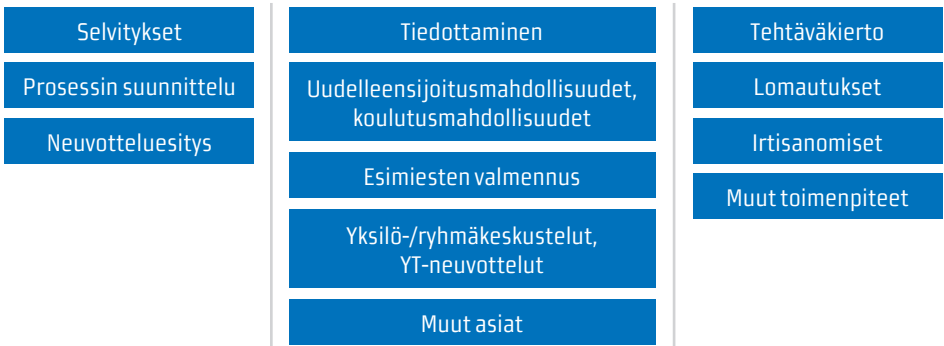 Selvitykset
Prosessin suunnittelu
Neuvotteluesitys
Tiedottaminen
Uudelleensijoitusmahdollisuudet,
koulutusmahdollisuudet
Esimiesten valmennus
Yksilö-/ryhmäkeskustelut,
YT-neuvottelut
Muut asiat
Tehtäväkierto
Lomautukset
Irtisanomiset
Muut toimenpiteet